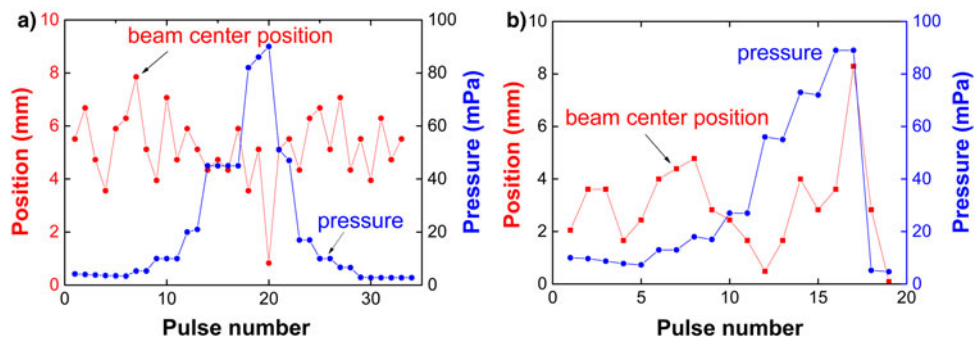 a)
beam center position
pressure
Position (mm)
10
8
6
4
2
0
Pressure (mPa)
100
80
60
40
20
0
0 10 20 30
Pulse number
b)
pressure
beam center position
Position (mm)
10
8
6
4
2
0
Pressure (mPa)
100
80
60
40
20
0
0 5 10 15 20
Pulse number